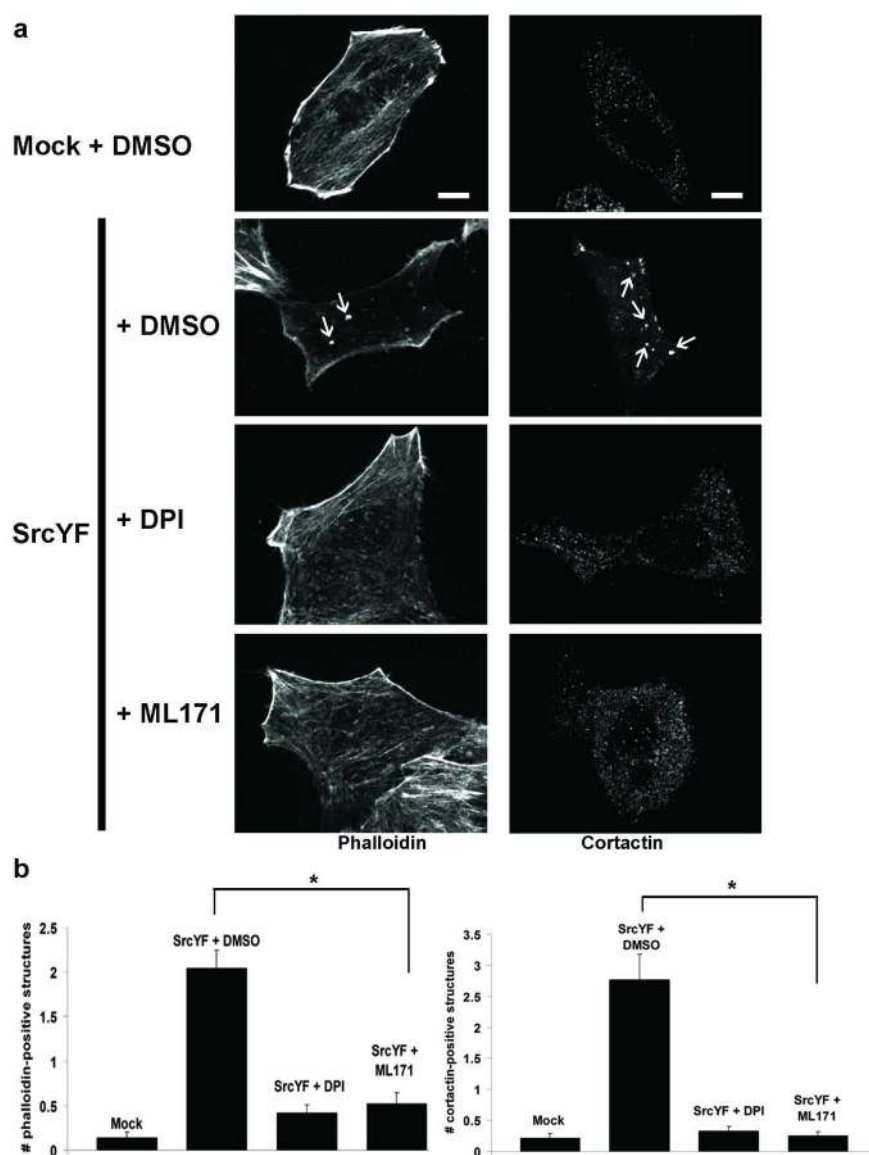 a
Mock + DMSO
+ DMSO
SrcYF
+ DPI
+ ML171
Phalloidin
Cortactin
b
# phalloidin-positive structures
2.5
2
1.5
1
0.5
0
Mock
SrcYF + DMSO
SrcYF + DPI
SrcYF +
ML171
*
# cortactin-positive structures
3.5
3
2.5
2
1.5
1
0.5
0
Mock
SrcYF +
DMSO
SrcYF + DPI
SrcYF +
ML171
*